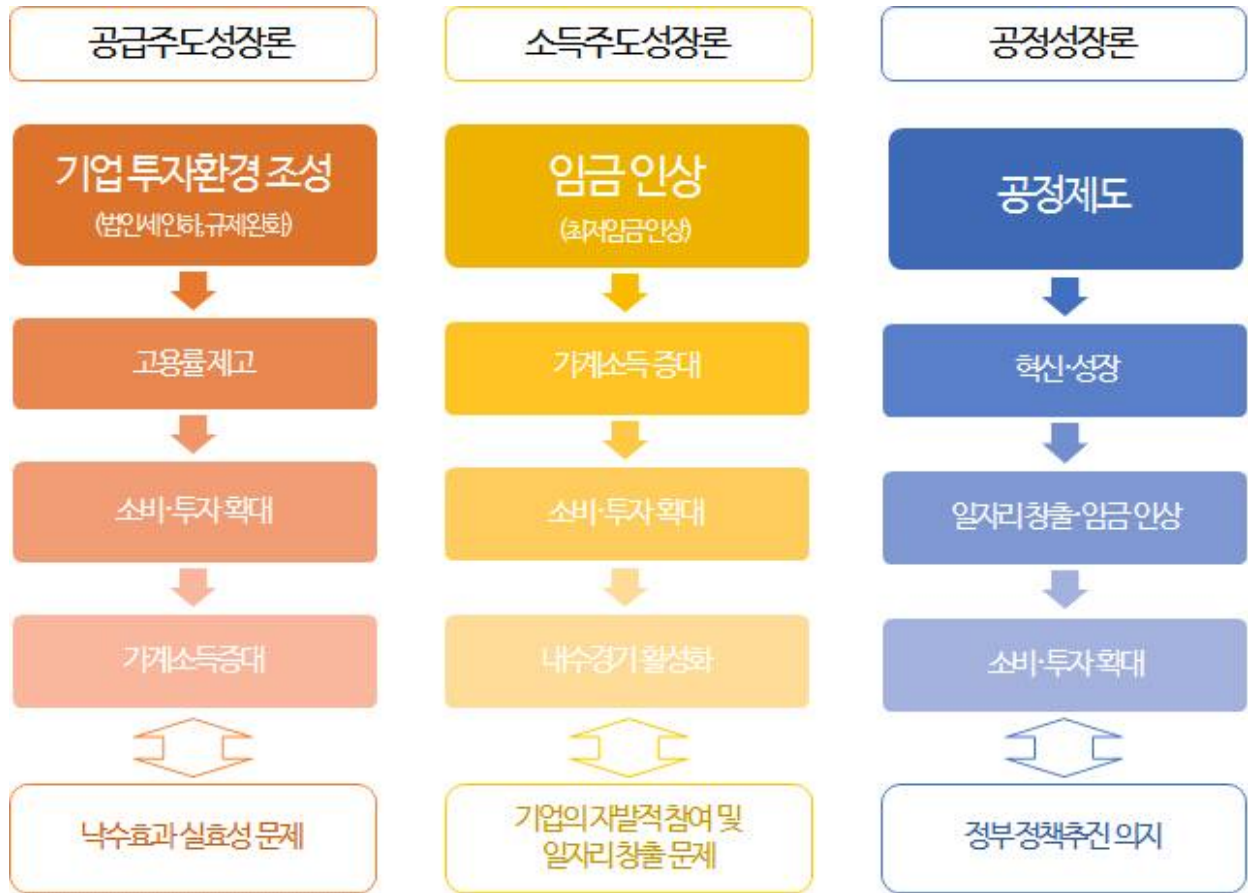 공급주도성장론
기업 투자환경 조성
(법인세인하,규제완화)
고용률 제고
소비·투자 확대
가계소득증대
낙수효과 실효성 문제
소득주도성장론
임금 인상
(최저임금인상)
가계소득 증대
소비·투자 확대
내수경기 활성화
기업의 자발적 참여 및
일자리 창출 문제
공정성장론
공정제도
혁신·성장
일자리 창출·임금 인상
소비·투자 확대
정부 정책추진 의지